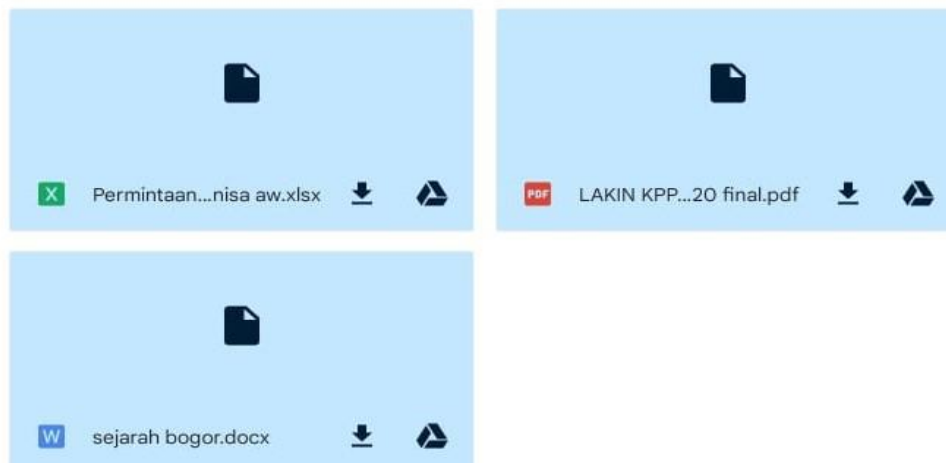 X Permintaan...nisa aw.xlsx
PDF LAKIN KPP...20 final.pdf
W sejarah bogor.docx